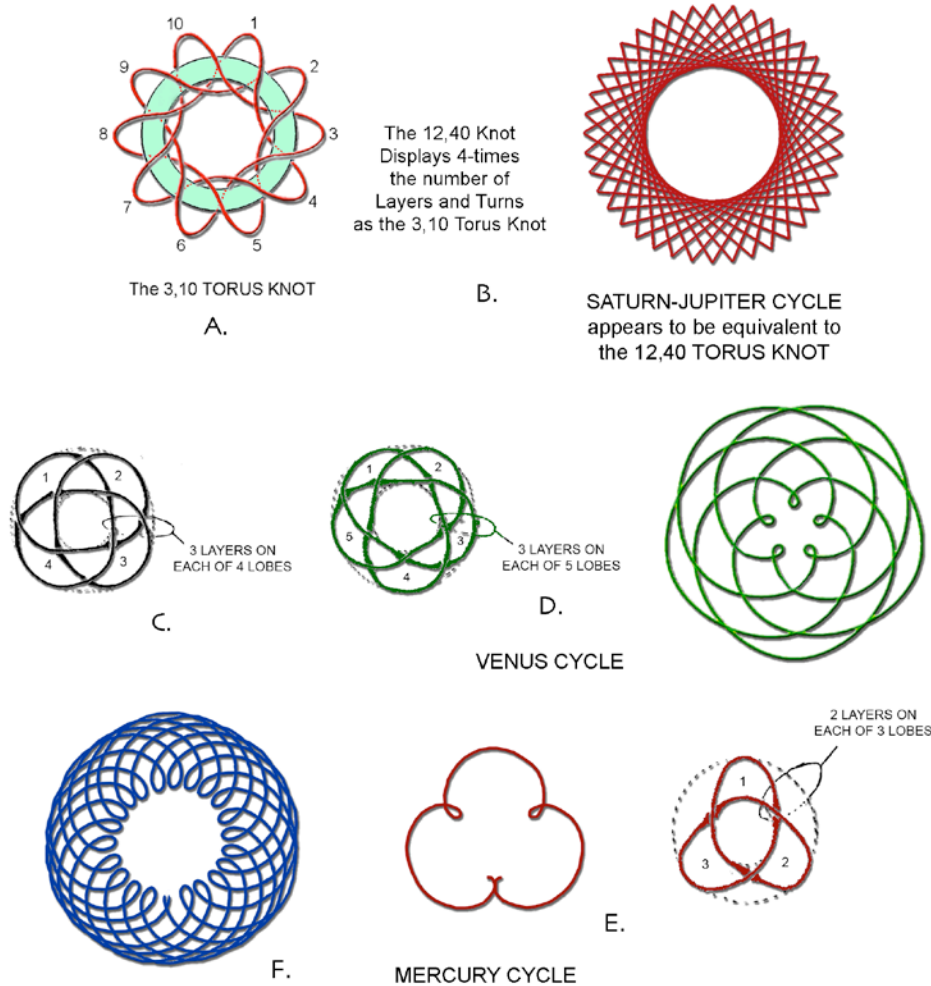 10
1
9
2
8
3
7
4
6
5
The 3,10 TORUS KNOT
A.
The 12,40 Knot
Displays 4-times
the number of
Layers and Turns
as the 3,10 Torus Knot
B.
SATURN-JUPITER CYCLE
appears to be equivalent to
the 12,40 TORUS KNOT
1
2
4
3
3 LAYERS ON
EACH OF 4 LOBES
C.
1
2
5
3
4
3 LAYERS ON
EACH OF 5 LOBES
D.
VENUS CYCLE
F.
MERCURY CYCLE
2 LAYERS ON
EACH OF 3 LOBES
1
3
2
E.